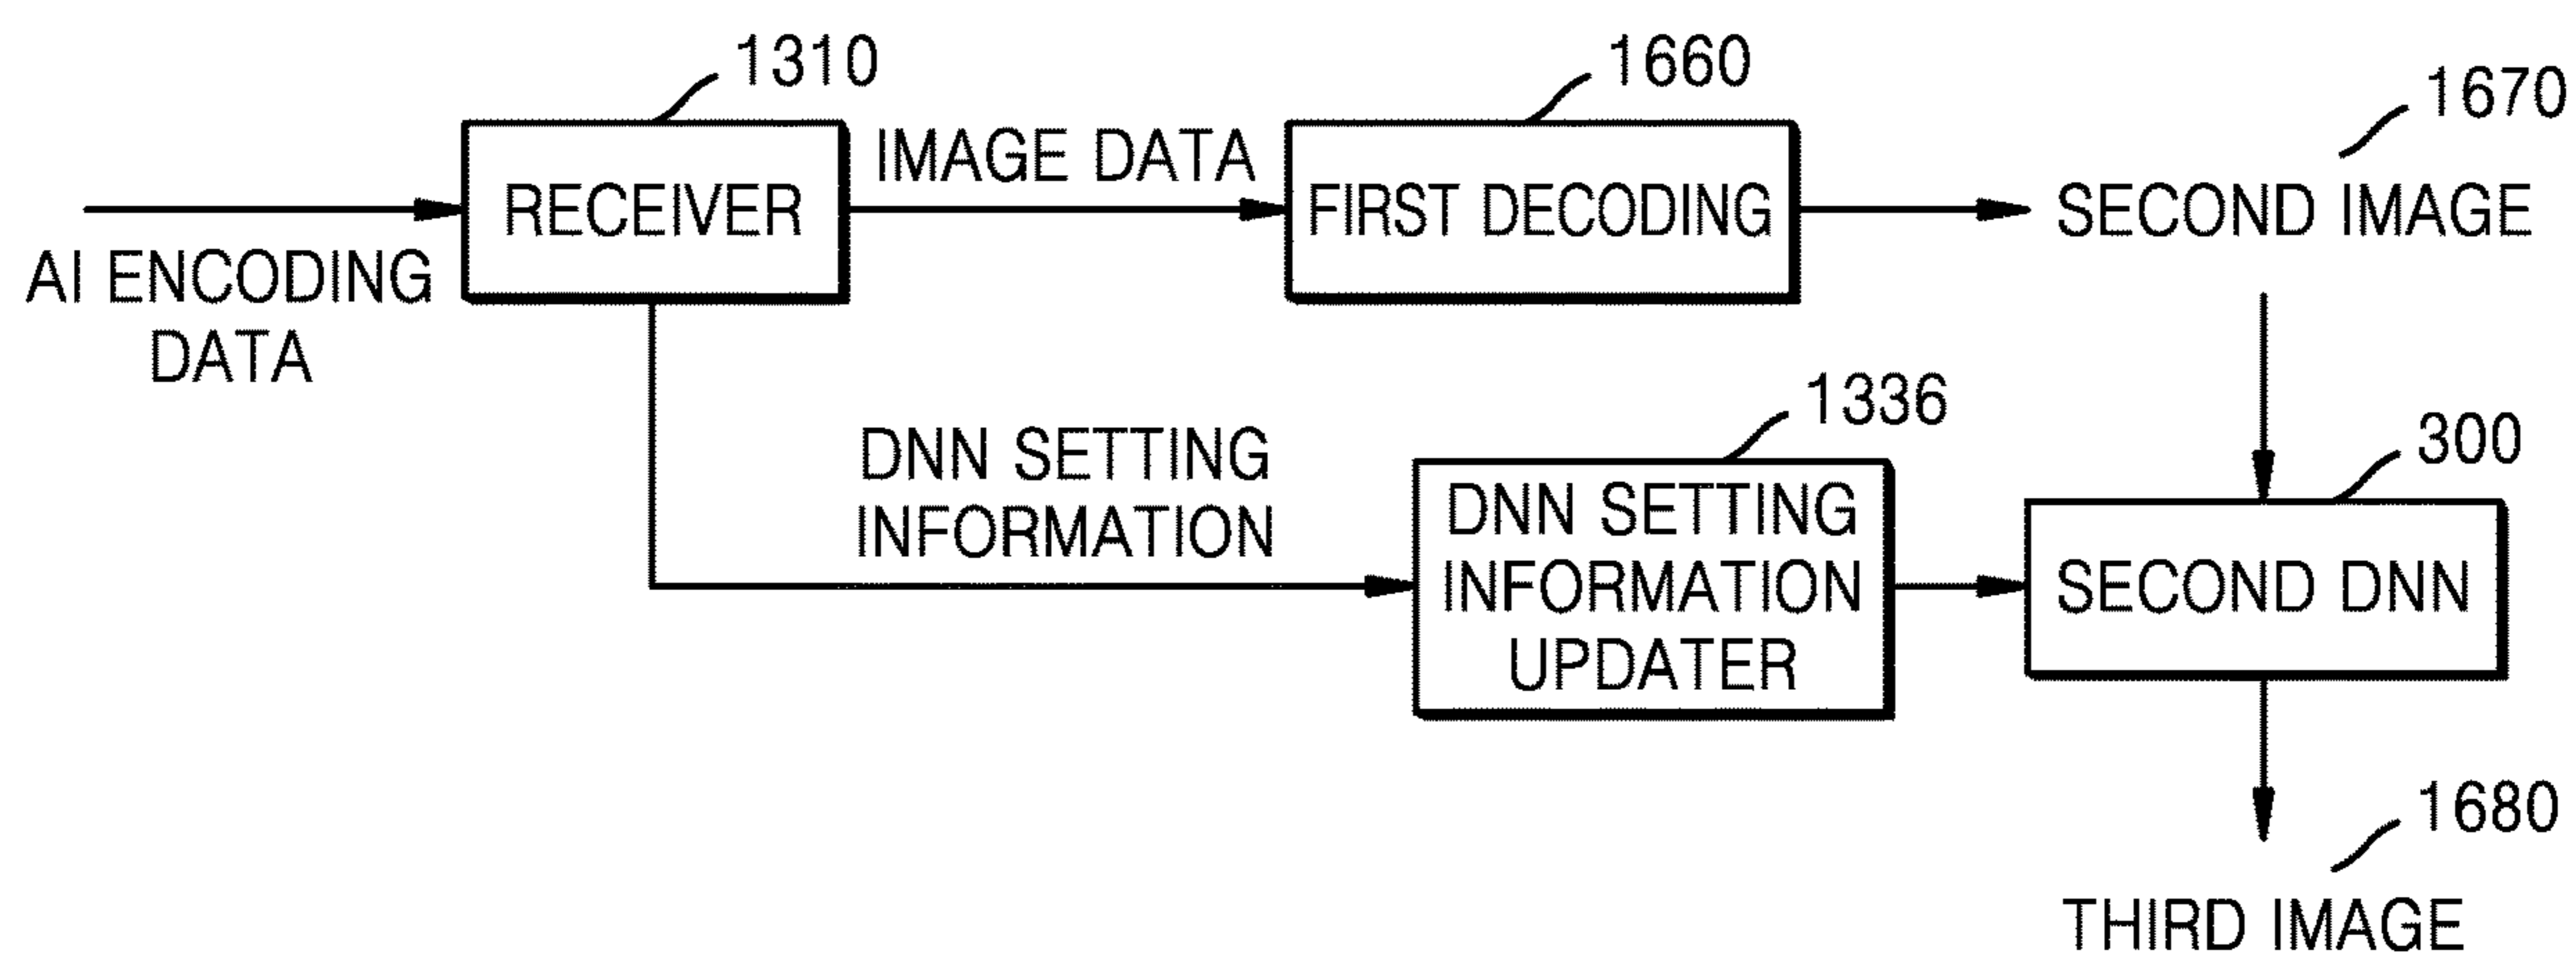 1310
1660
1670
IMAGE DATA
RECEIVER
FIRST DECODING
SECOND IMAGE
AI ENCODING
DATA
1336
300
DNN SETTING
INFORMATION
DNN SETTING
INFORMATION
UPDATER
SECOND DNN
1680
THIRD IMAGE